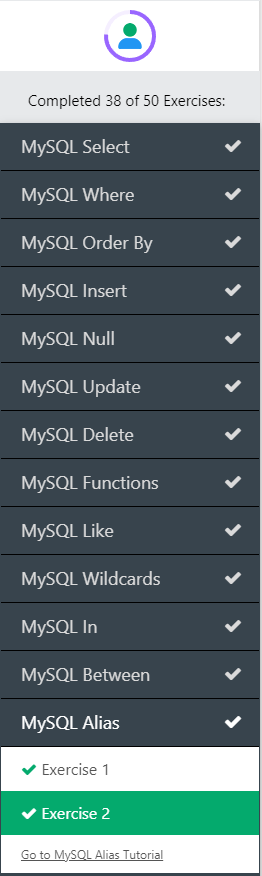 Completed 38 of 50 Exercises:
MySQL Select
MySQL Where
MySQL Order By
MySQL Insert
MySQL Null
MySQL Update
MySQL Delete
MySQL Functions
MySQL Like
MySQL Wildcards
MySQL In
MySQL Between
MySQL Alias
Exercise 1
Exercise 2
Go to MySQL Alias Tutorial